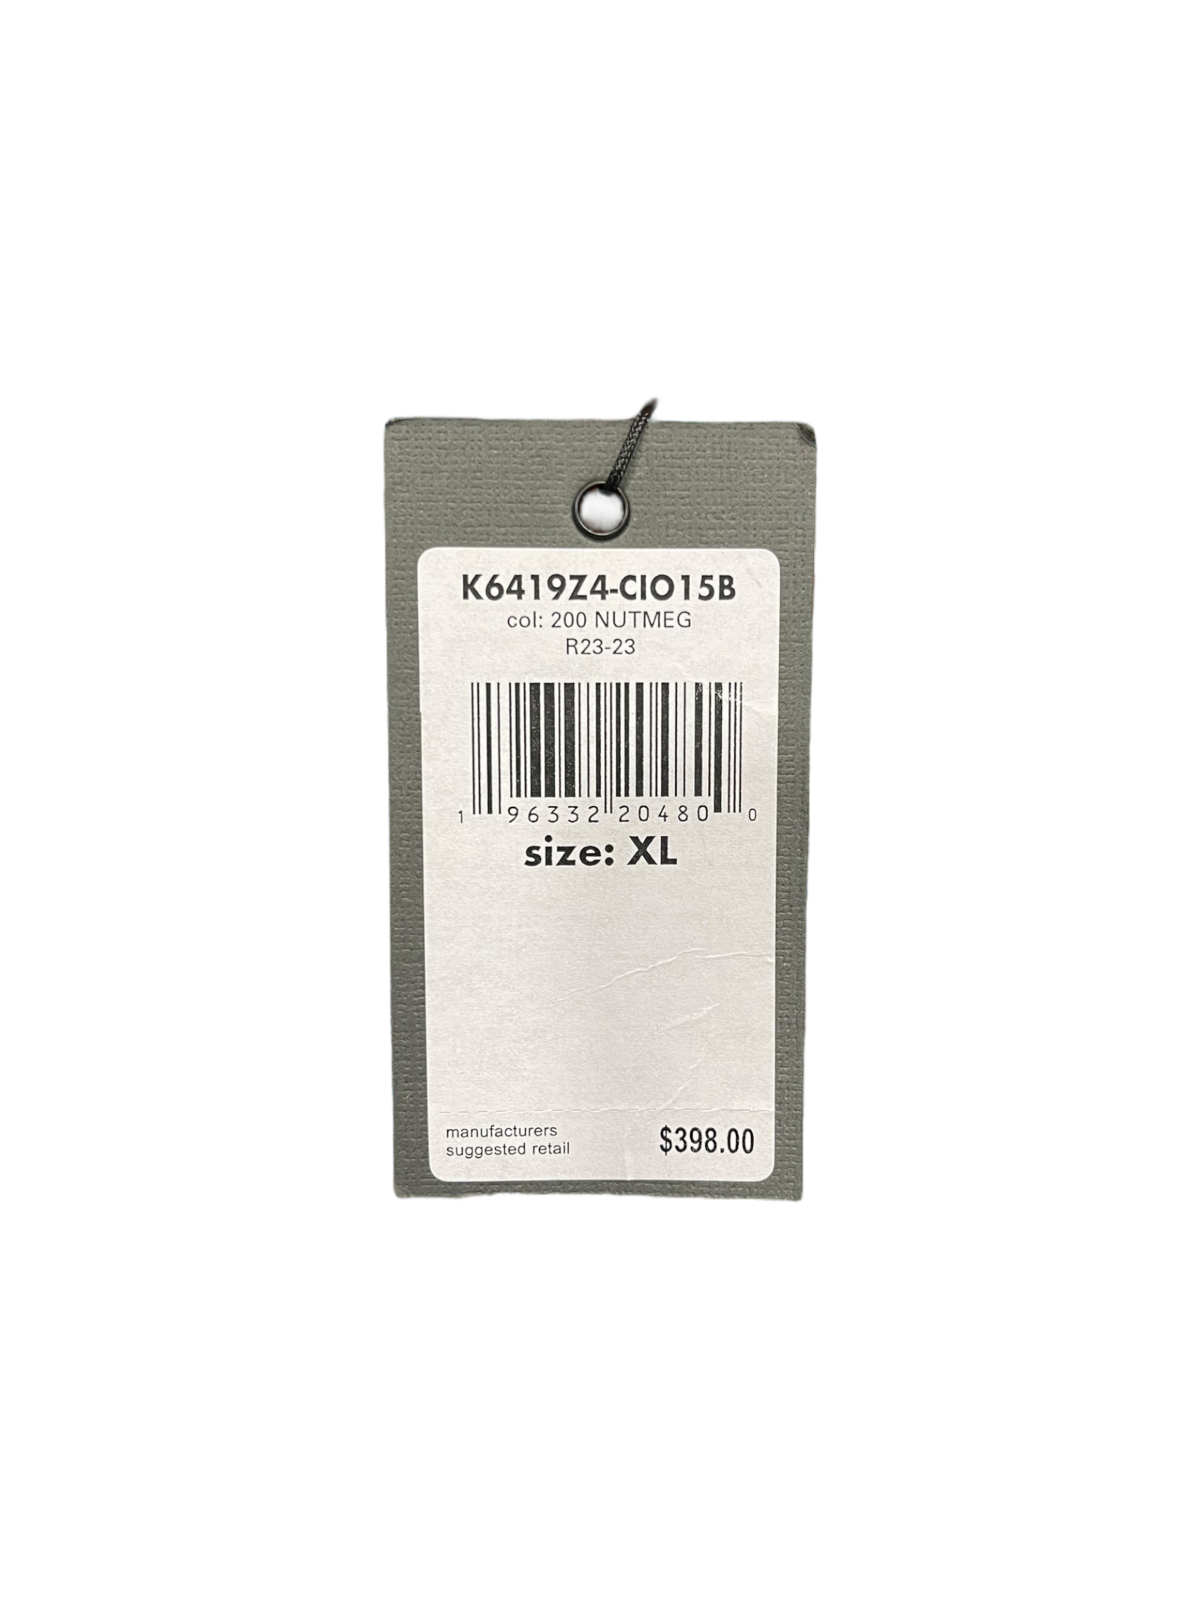 K6419Z4-CIO15B
col: 200 NUTMEG
R23-23
1 96332 20480 0
size: XL
manufacturers
suggested retail
$398.00